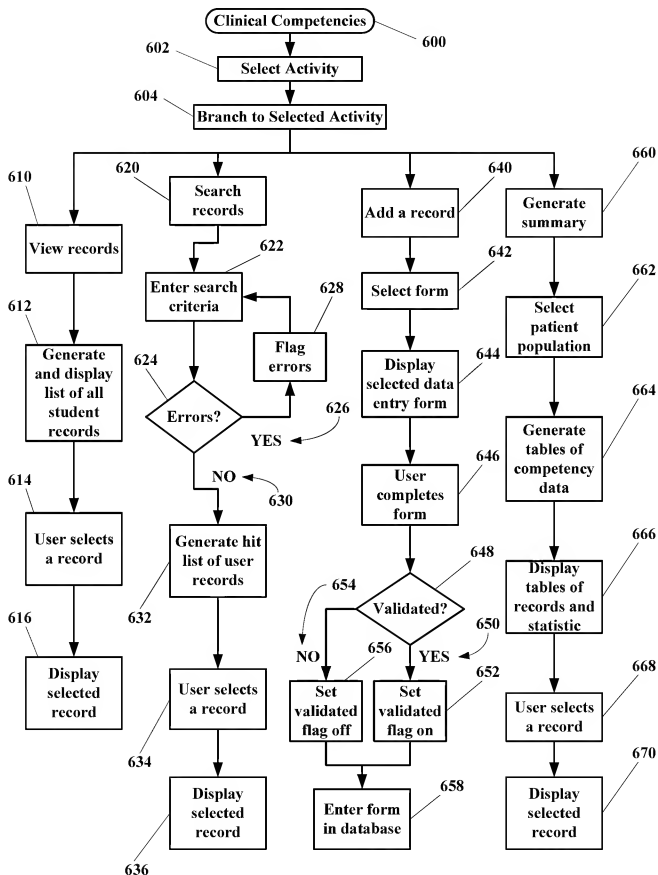 Clinical Competencies
600
602
Select Activity
604
Branch to Selected Activity
610
View records
612
Generate
and display
list of all
student
records
614
User selects
a record
616
Display
selected
record
620
Search
records
622
Enter search
criteria
628
Flag
errors
624
Errors?
YES
626
NO
630
Generate hit
list of user
records
632
User selects
a record
634
Display
selected
record
636
640
Add a record
642
Select form
644
Display
selected data
entry form
646
User
completes
form
648
Validated?
654
NO
650
YES
656
Set
validated
flag off
652
Set
validated
flag on
658
Enter form
in database
660
Generate
summary
662
Select
patient
population
664
Generate
tables of
competency
data
666
Display
tables of
records and
statistic
668
User selects
a record
670
Display
selected
record